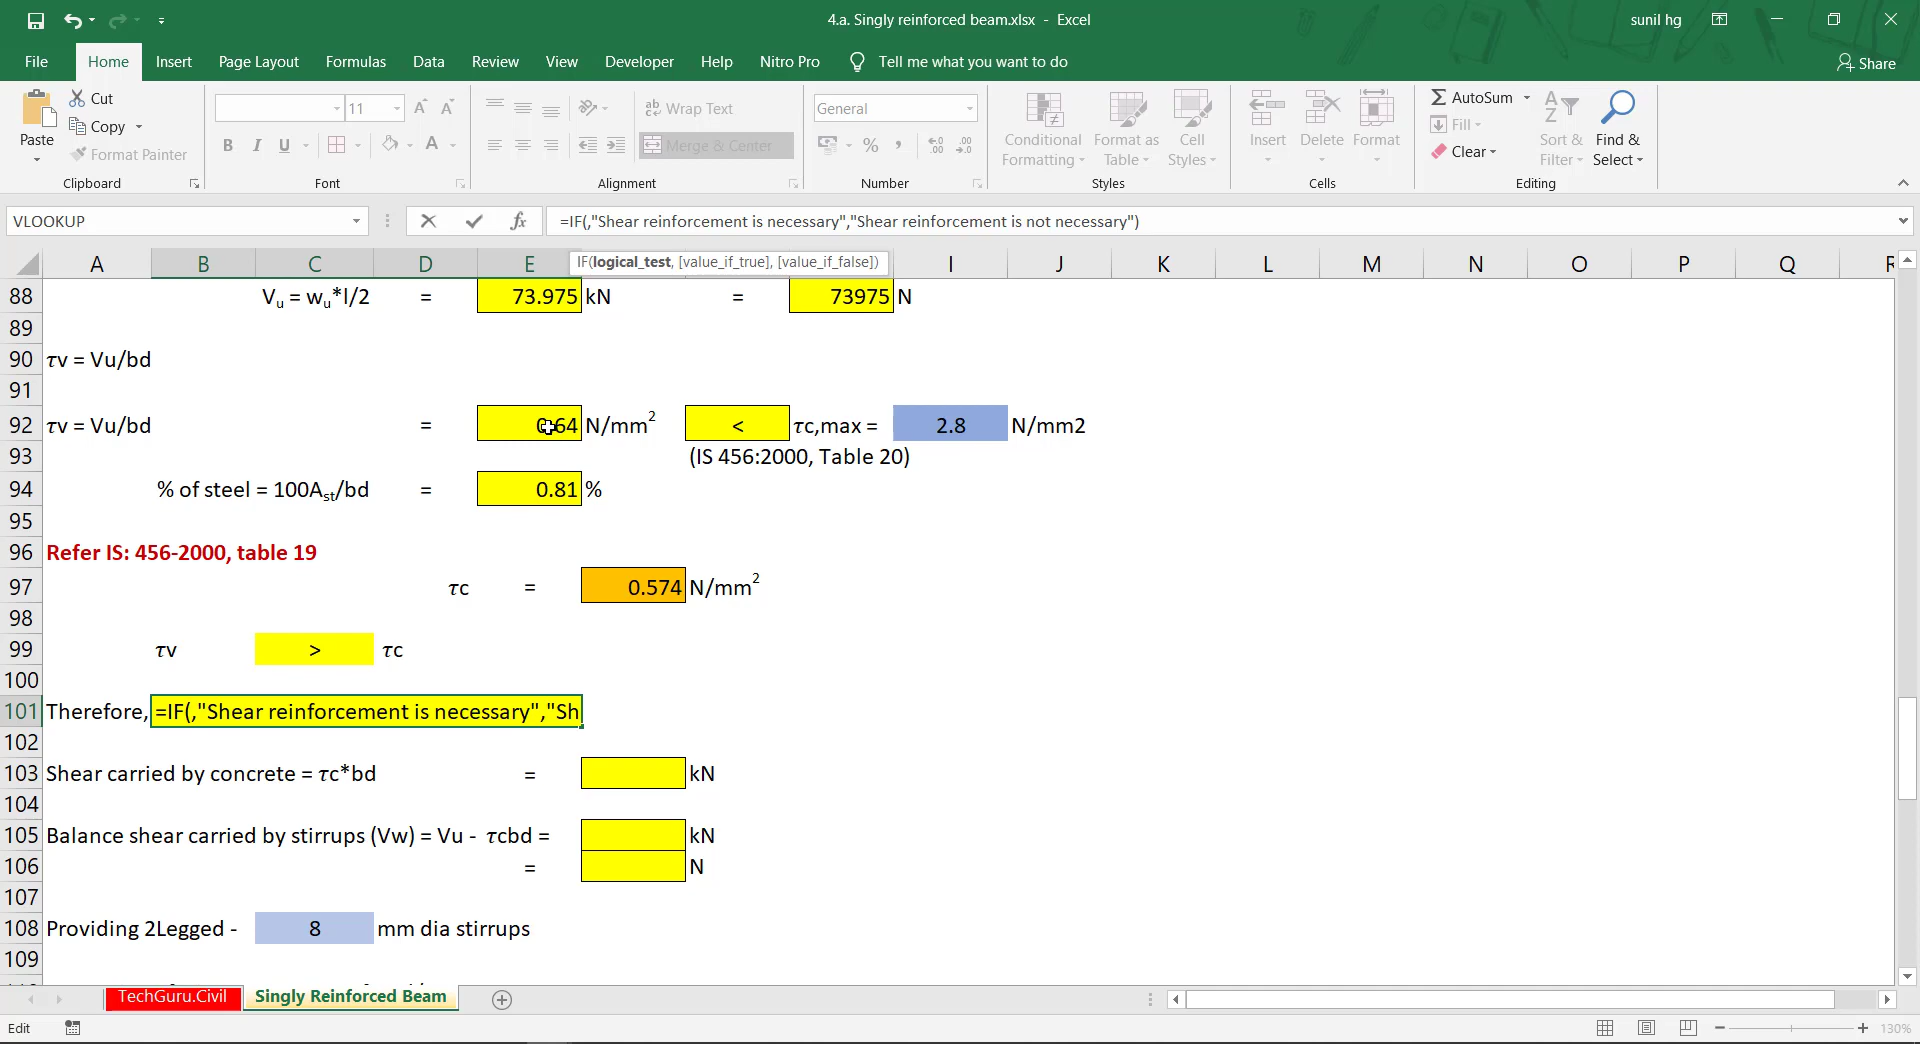 4.a. Singly reinforced beam.xlsx - Excel
sunil hg
File Home Insert Page Layout Formulas Data Review View Developer Help Nitro Pro Tell me what you want to do
Share
Paste
Cut
Copy
Format Painter
Clipboard
11
B I U
Font
Wrap Text
Merge & Center
Alignment
General
Number
Conditional Formatting
Format as Table
Cell Styles
Styles
Insert Delete Format
Cells
AutoSum
Fill
Clear
Sort & Filter
Find & Select
Editing
VLOOKUP
=IF(,"Shear reinforcement is necessary","Shear reinforcement is not necessary")
IF(logical_test, [value_if_true], [value_if_false])
A B C D E I J K L M N O P Q R
88 Vu = wu*l/2 = 73.975 kN = 73975 N
89
90 τv = Vu/bd
91
92 τv = Vu/bd = 0.64 N/mm2 < τc,max = 2.8 N/mm2
93 (IS 456:2000, Table 20)
94 % of steel = 100Ast/bd = 0.81 %
95
96 Refer IS: 456-2000, table 19
97 τc = 0.574 N/mm2
98
99 τv > τc
100
101 Therefore, =IF(,"Shear reinforcement is necessary","Sh
102
103 Shear carried by concrete = τc*bd = kN
104
105 Balance shear carried by stirrups (Vw) = Vu - τcbd = kN
106 = N
107
108 Providing 2Legged - 8 mm dia stirrups
109
TechGuru.Civil Singly Reinforced Beam
Edit
130%